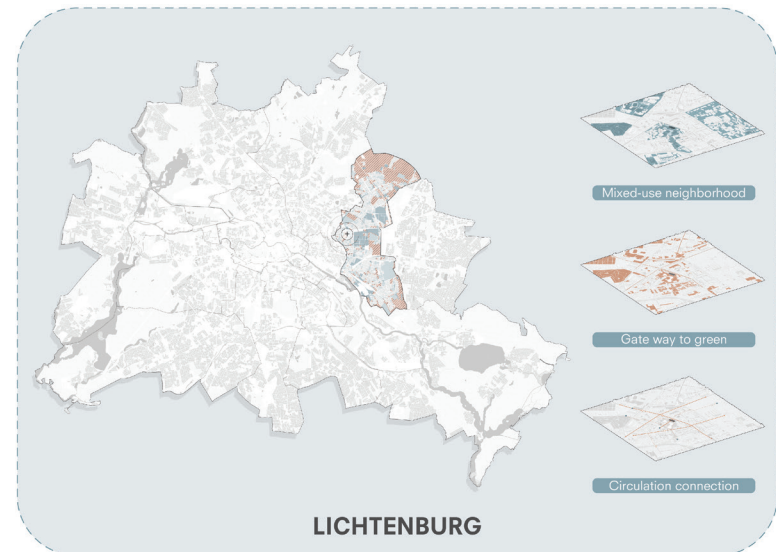 Mixed-use neighborhood
Gate way to green
Circulation connection
LICHTENBURG